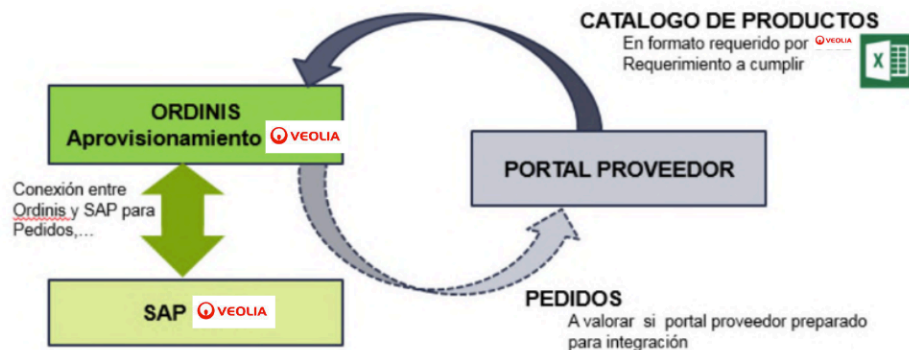 CATALOGO DE PRODUCTOS
En formato requerido por VEOLIA
Requerimiento a cumplir
X
ORDINIS
Aprovisionamiento VEOLIA
PORTAL PROVEEDOR
Conexión entre
Ordinis y SAP para
Pedidos,...
SAP VEOLIA
PEDIDOS
A valorar si portal proveedor preparado
para integración